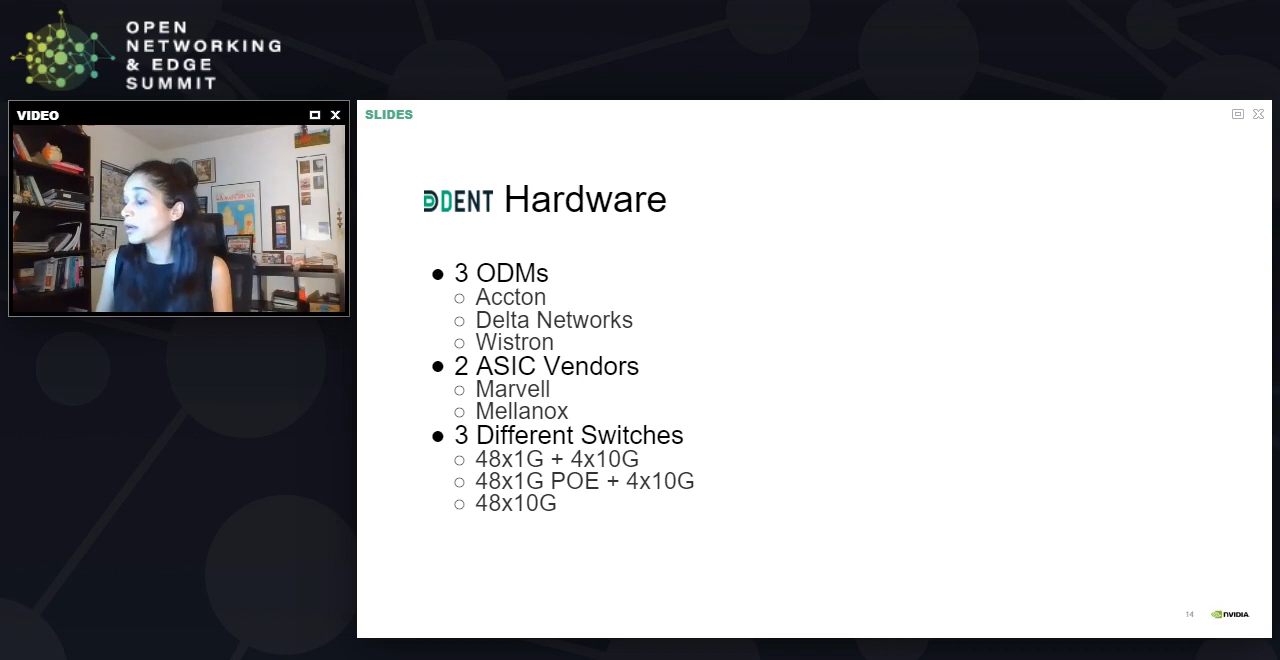 OPEN
NETWORKING
& EDGE
SUMMIT
VIDEO
SLIDES
DENT Hardware
● 3 ODMs
○ Accton
○ Delta Networks
○ Wistron
● 2 ASIC Vendors
○ Marvell
○ Mellanox
● 3 Different Switches
○ 48x1G + 4x10G
○ 48x1G POE + 4x10G
○ 48x10G
14
NVIDIA